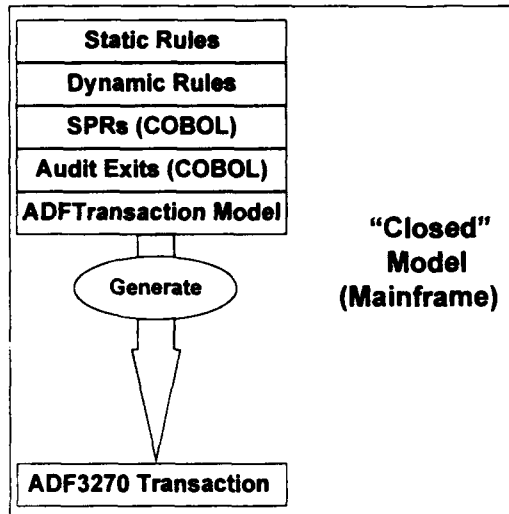 Static Rules
Dynamic Rules
SPRs (COBOL)
Audit Exits (COBOL)
ADFTransaction Model
"Closed"
Model
(Mainframe)
Generate
ADF3270 Transaction